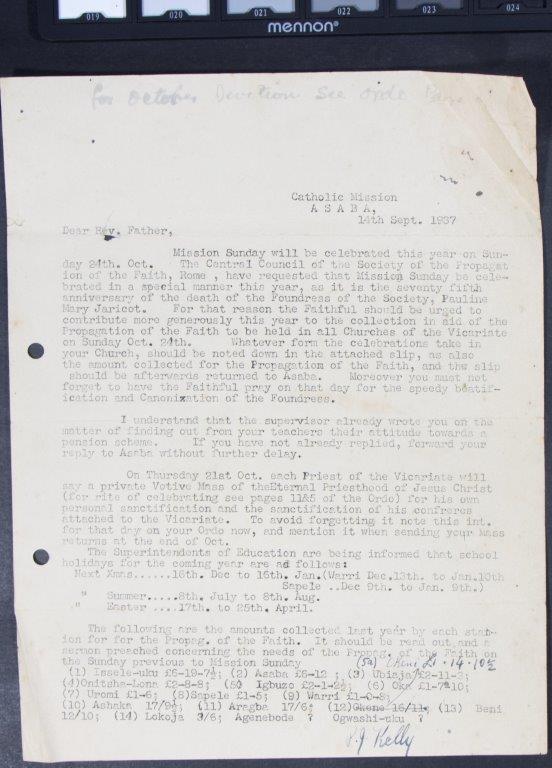 019 020 021 022 023 024
mennon®
for October Devotion See Ordo
Catholic Mission
A S A B A,
14th Sept. 1937
Dear Rev. Father,
Mission Sunday will be celebrated this year on Sun-
day 24th. Oct. The Central Council of the Society of the Propagat
ion of the Faith, Rome , have requested that Mission Sunday be cele-
brated in a special manner this year, as it is the seventy fifth
anniversary of the death of the Foundress of the Society, Pauline
Mary Jaricot. For that reason the Faithful should be urged to
contribute more generously this year to the collection in aid of the
Propagation of the Faith to be held in all Churches of the Vicariate
on Sunday Oct. 24th. Whatever form the celebrations take in
your Church, should be noted down in the attached slip, as also
the amount collected for the Propagation of the Faith, and thw slip
should be afterwards returned to Asaba. Moreover you must not
forget to have the Faithful pray on that day for the speedy Beatif-
ication and Canonization of the Foundress.
I understand that the supervisor already wrote you on the
matter of finding out from your teachers their attitude towards a
pension scheme. If you have not already replied, forward your
reply to Asaba without further delay.
On Thursday 21st Oct. each Priest of the Vicariate will
say a private Votive Mass of theEternal Priesthood of Jesus Christ
(for rite of celebrating see pages 11&5 of the Ordo) for his own
personal sanctification and the sanctification of his confreres
attached to the Vicariate. To avoid forgetting it note this int.
for that day on your Ordo now, and mention it when sending your Mass
returns at the end of Oct.
The Superintendents of Education are being informed that school
holidays for the coming year are ad follows:
Next Xmas......16th. Dec to 16th. Jan.(Warri Dec.13th. to Jan.10th
Sapele ..Dec 9th. to Jan. 9th.)
" Summer.....8th. July to 8th. Aug.
" Easter ....17th. to 25th. April.
The following are the amounts collected last year by each stat-
ion for for the Propag. of the Faith. It should be read out and a
sermon preached concerning the needs of the Propag. of the Faith on
the Sunday previous to Mission Sunday
(1) Issele-uku £6-19-7½; (2) Asaba £5-12 ; (3) Ubiaja £2-11-3;
(4)Onitsha-Lona £2-8-8; (5) Igbuzo £2-1-2½; (6) Oka £1-7-10;
(7) Uromi £1-6; (8)Sapele £1-5; (9) Warri £1-0-8;
(10) Ashaka 17/9½; (11) Aragba 17/6; (12)Okene 16/11; (13) Beni
12/10; (14) Lokoja 3/6; Agenebode ? Ogwashi-uku ?
P. J Kelly